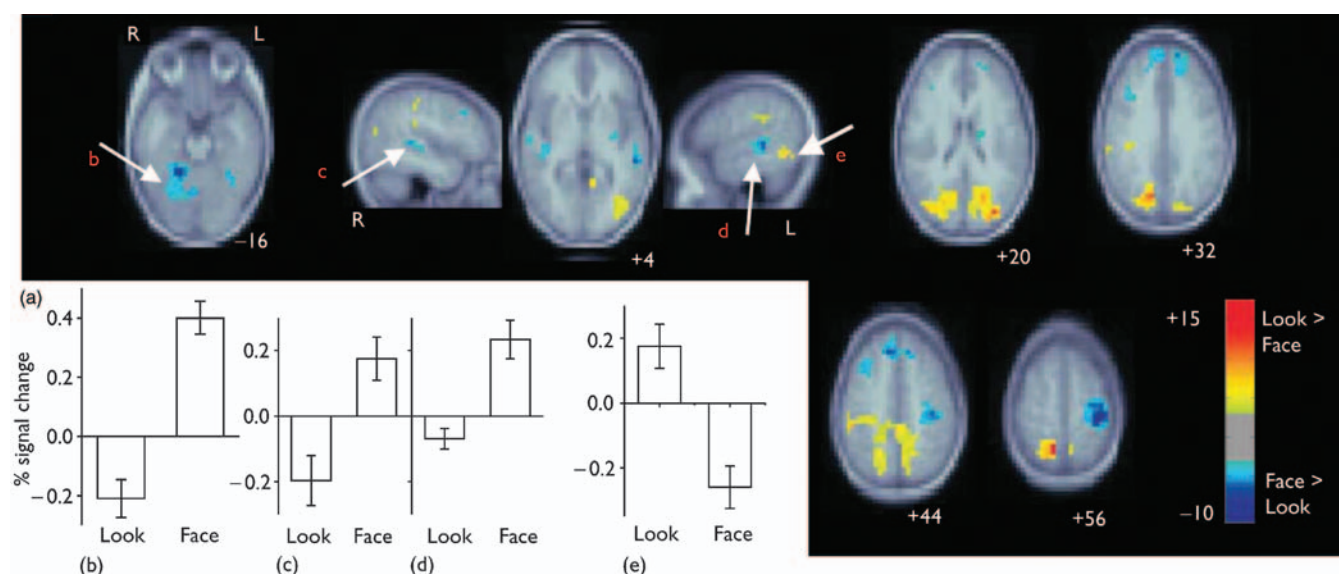 R L
b
−16
c
R
+4
d
L
e
+20
+32
(a)
% signal change
0.4
0.2
0.0
−0.2
Look Face
(b)
0.2
0.0
−0.2
Look Face
(c)
Look Face
(d)
0.2
0.0
−0.2
Look Face
(e)
+44
+56
+15
Look >
Face
Face >
Look
−10